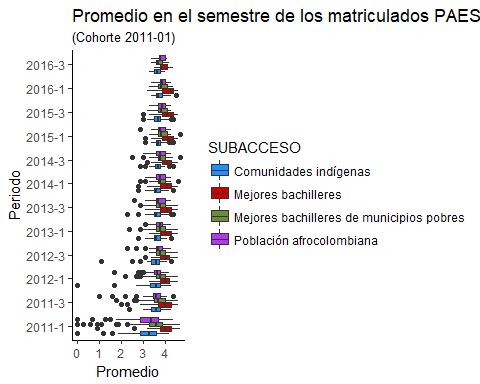 Promedio en el semestre de los matriculados PAES
(Cohorte 2011-01)
Periodo
2016-3
2016-1
2015-3
2015-1
2014-3
2014-1
2013-3
2013-1
2012-3
2012-1
2011-3
2011-1
0 1 2 3 4
Promedio
SUBACCESO
Comunidades indígenas
Mejores bachilleres
Mejores bachilleres de municipios pobres
Población afrocolombiana